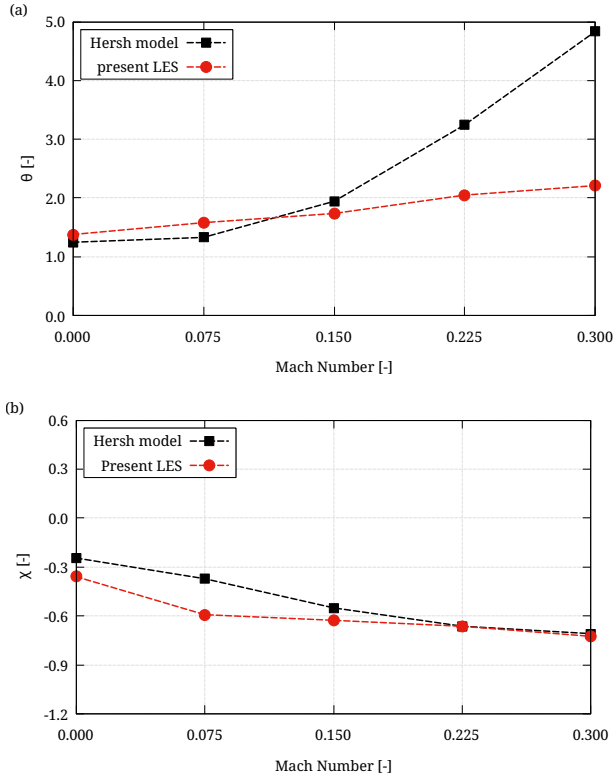 (a)
5.0
4.0
3.0
2.0
1.0
0.0
θ [-]
Hersh model
present LES
0.000 0.075 0.150 0.225 0.300
Mach Number [-]
(b)
0.6
0.3
0.0
-0.3
-0.6
-0.9
-1.2
χ [-]
Hersh model
Present LES
0.000 0.075 0.150 0.225 0.300
Mach Number [-]